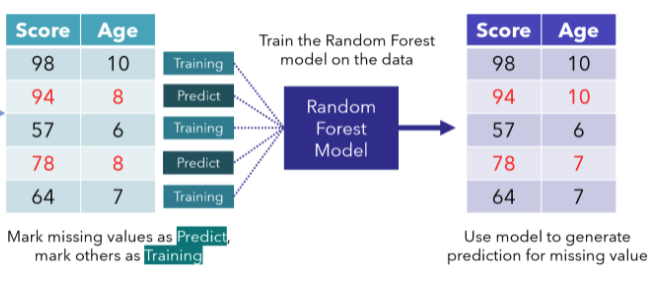 Score Age
98 10 Training
94 8 Predict
57 6 Training
78 8 Predict
64 7 Training
Mark missing values as Predict,
mark others as Training
Train the Random Forest
model on the data
Random
Forest
Model
Score Age
98 10
94 10
57 6
78 7
64 7
Use model to generate
prediction for missing value